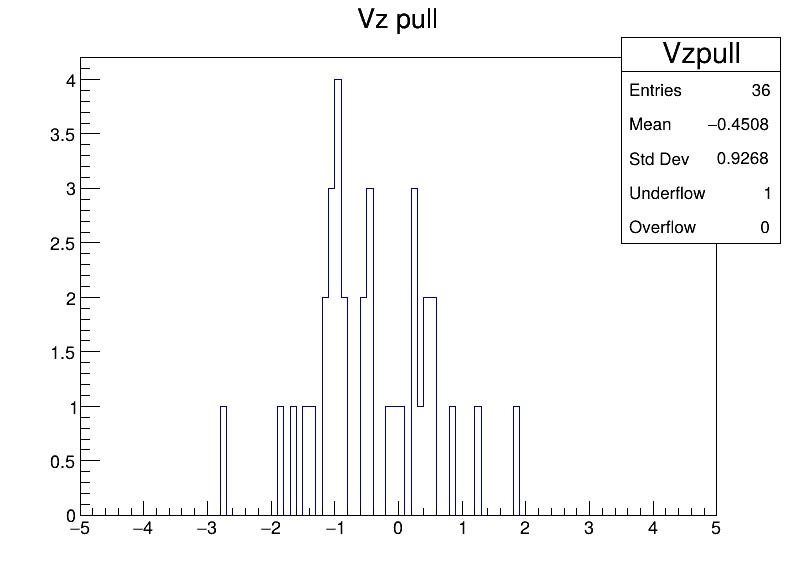 Vz pull
Vzpull
Entries 36
Mean −0.4508
Std Dev 0.9268
Underflow 1
Overflow 0
4
3.5
3
2.5
2
1.5
1
0.5
0
−5 −4 −3 −2 −1 0 1 2 3 4 5